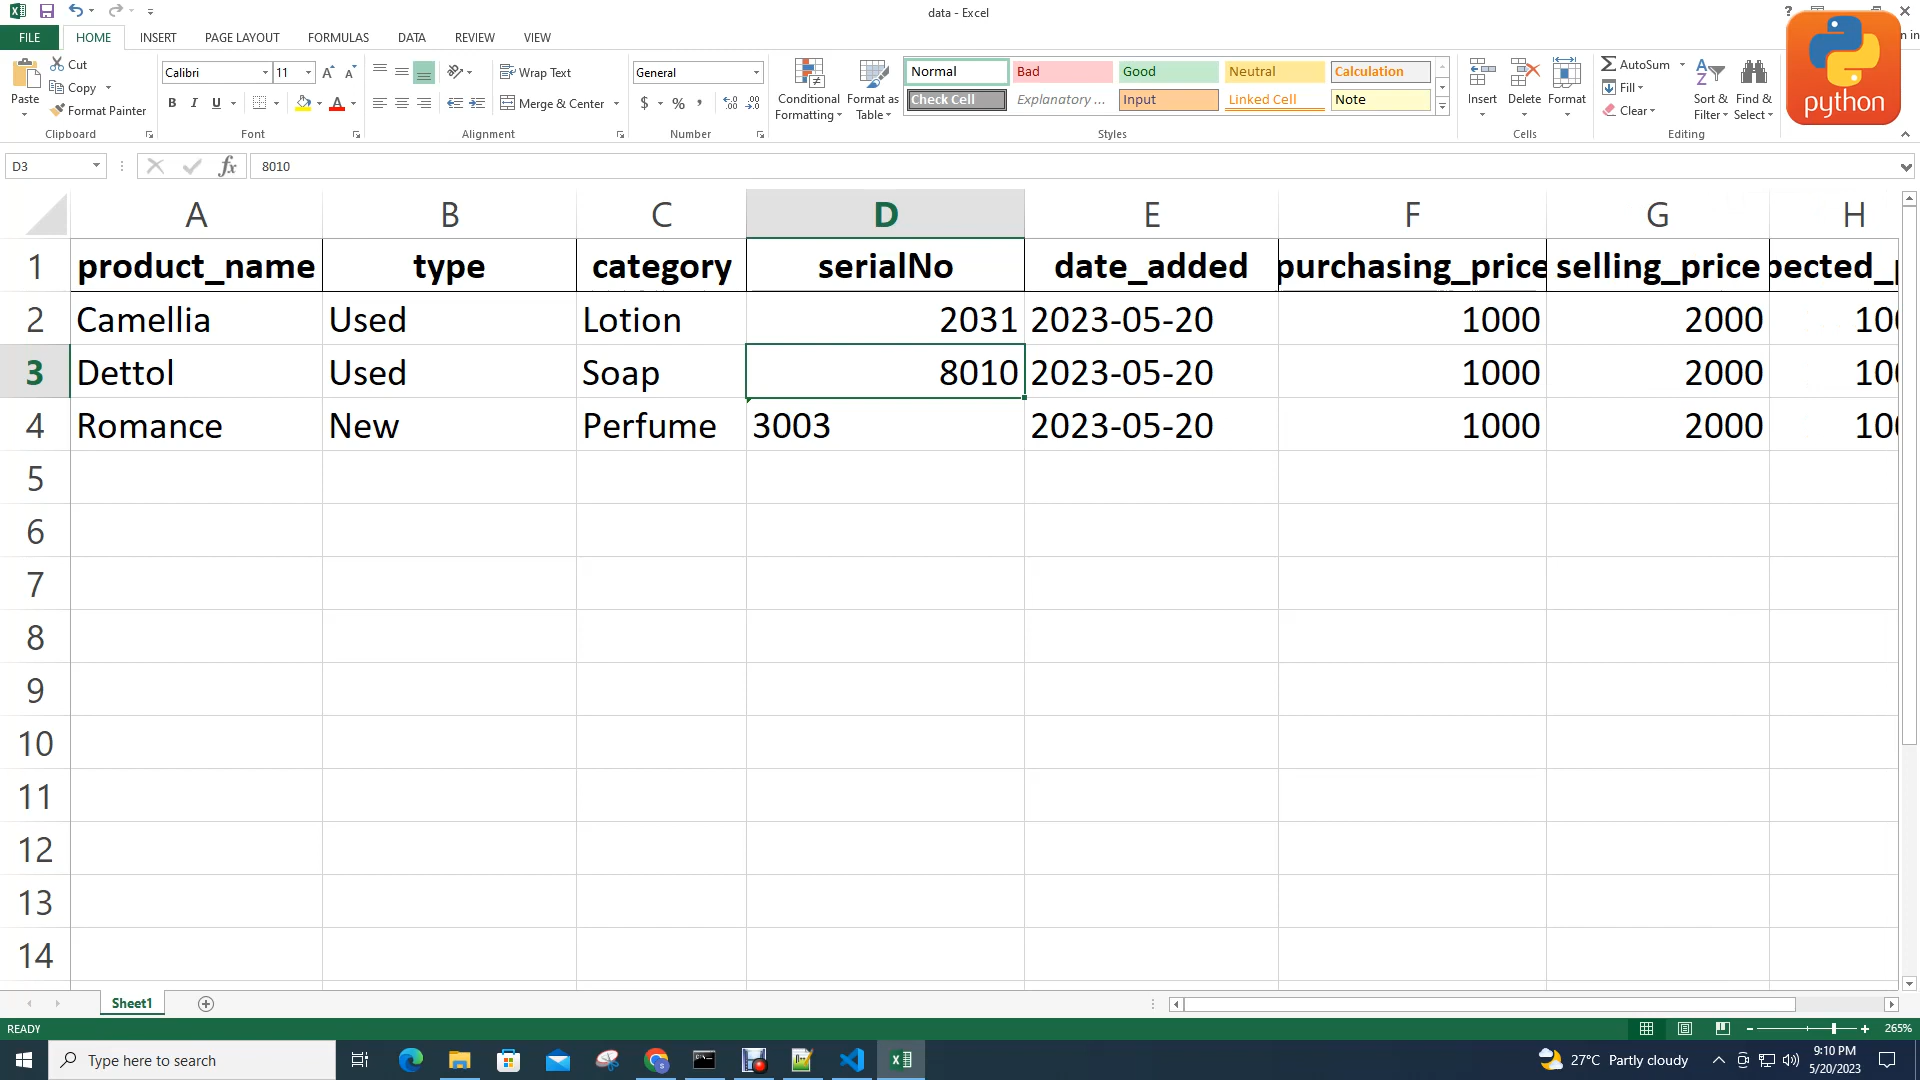 data - Excel
?
n in
FILE HOME INSERT PAGE LAYOUT FORMULAS DATA REVIEW VIEW
python
Paste
Cut
Copy
Format Painter
Clipboard
Calibri 11
B I U
Font
Wrap Text
Merge & Center
Alignment
General
$ % ,
Number
Conditional
Formatting
Format as
Table
Normal Bad Good Neutral Calculation
Check Cell Explanatory ... Input Linked Cell Note
Styles
Insert
Delete
Format
Cells
AutoSum
Fill
Clear
Sort &
Filter
Find &
Select
Editing
D3 fx 8010
A B C D E F G H
1 product_name type category serialNo date_added purchasing_price selling_price pected_p
2 Camellia Used Lotion 2031 2023-05-20 1000 2000 100
3 Dettol Used Soap 8010 2023-05-20 1000 2000 100
4 Romance New Perfume 3003 2023-05-20 1000 2000 100
5
6
7
8
9
10
11
12
13
14
Sheet1
READY
265%
Type here to search
27°C Partly cloudy
9:10 PM
5/20/2023